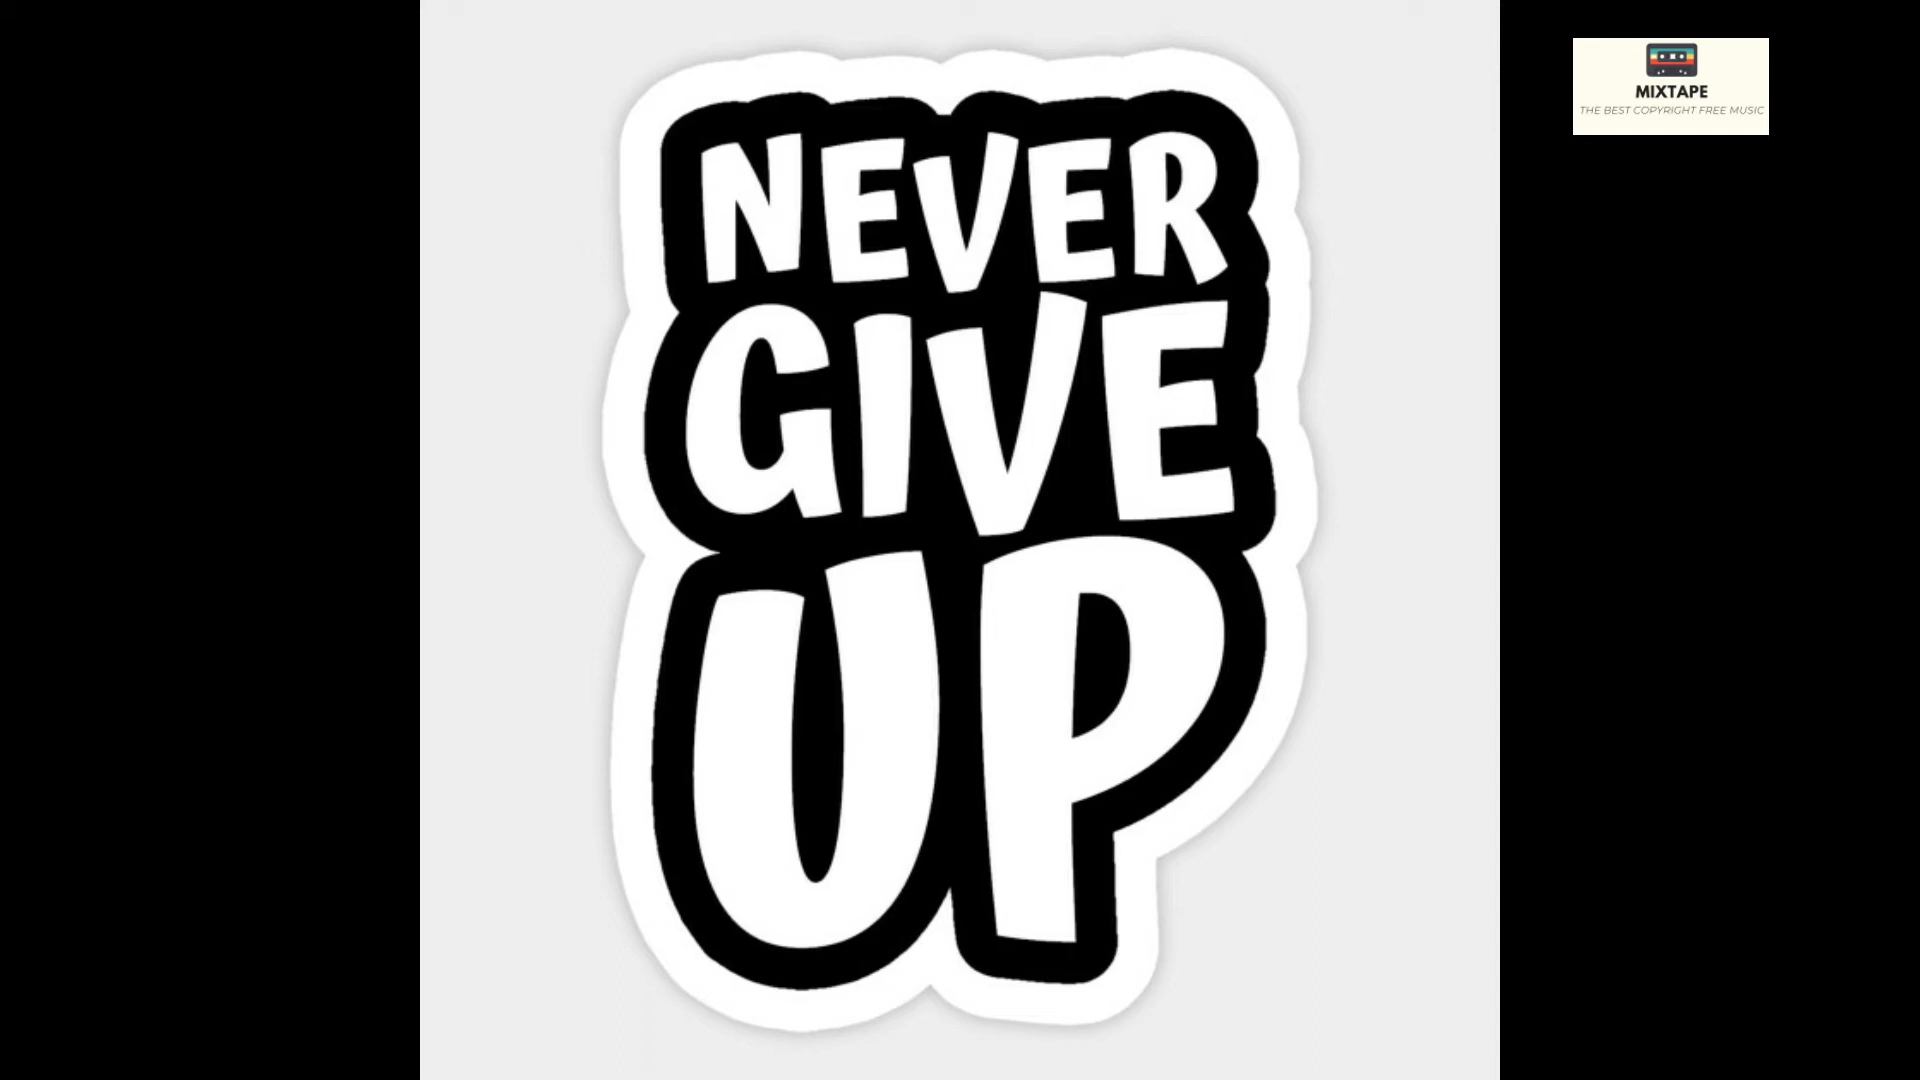 NEVER
GIVE
UP
MIXTAPE
THE BEST COPYRIGHT FREE MUSIC